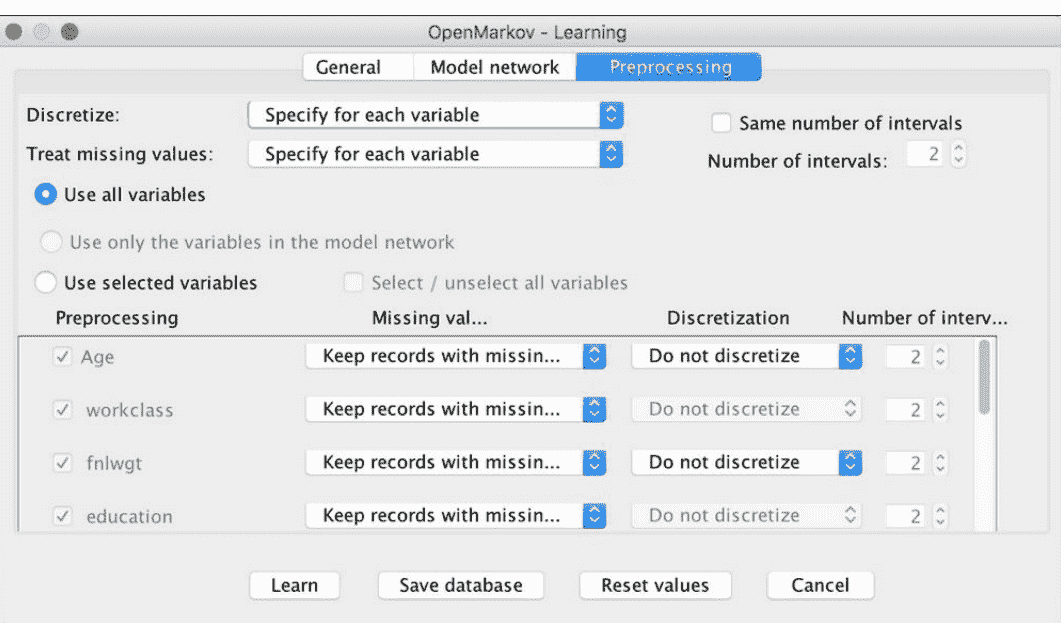 OpenMarkov - Learning
General Model network Preprocessing
Discretize: Specify for each variable Same number of intervals
Treat missing values: Specify for each variable Number of intervals: 2
Use all variables
Use only the variables in the model network
Use selected variables Select / unselect all variables
Preprocessing Missing val... Discretization Number of interv...
Age Keep records with missin... Do not discretize 2
workclass Keep records with missin... Do not discretize 2
fnlwgt Keep records with missin... Do not discretize 2
education Keep records with missin... Do not discretize 2
Learn Save database Reset values Cancel